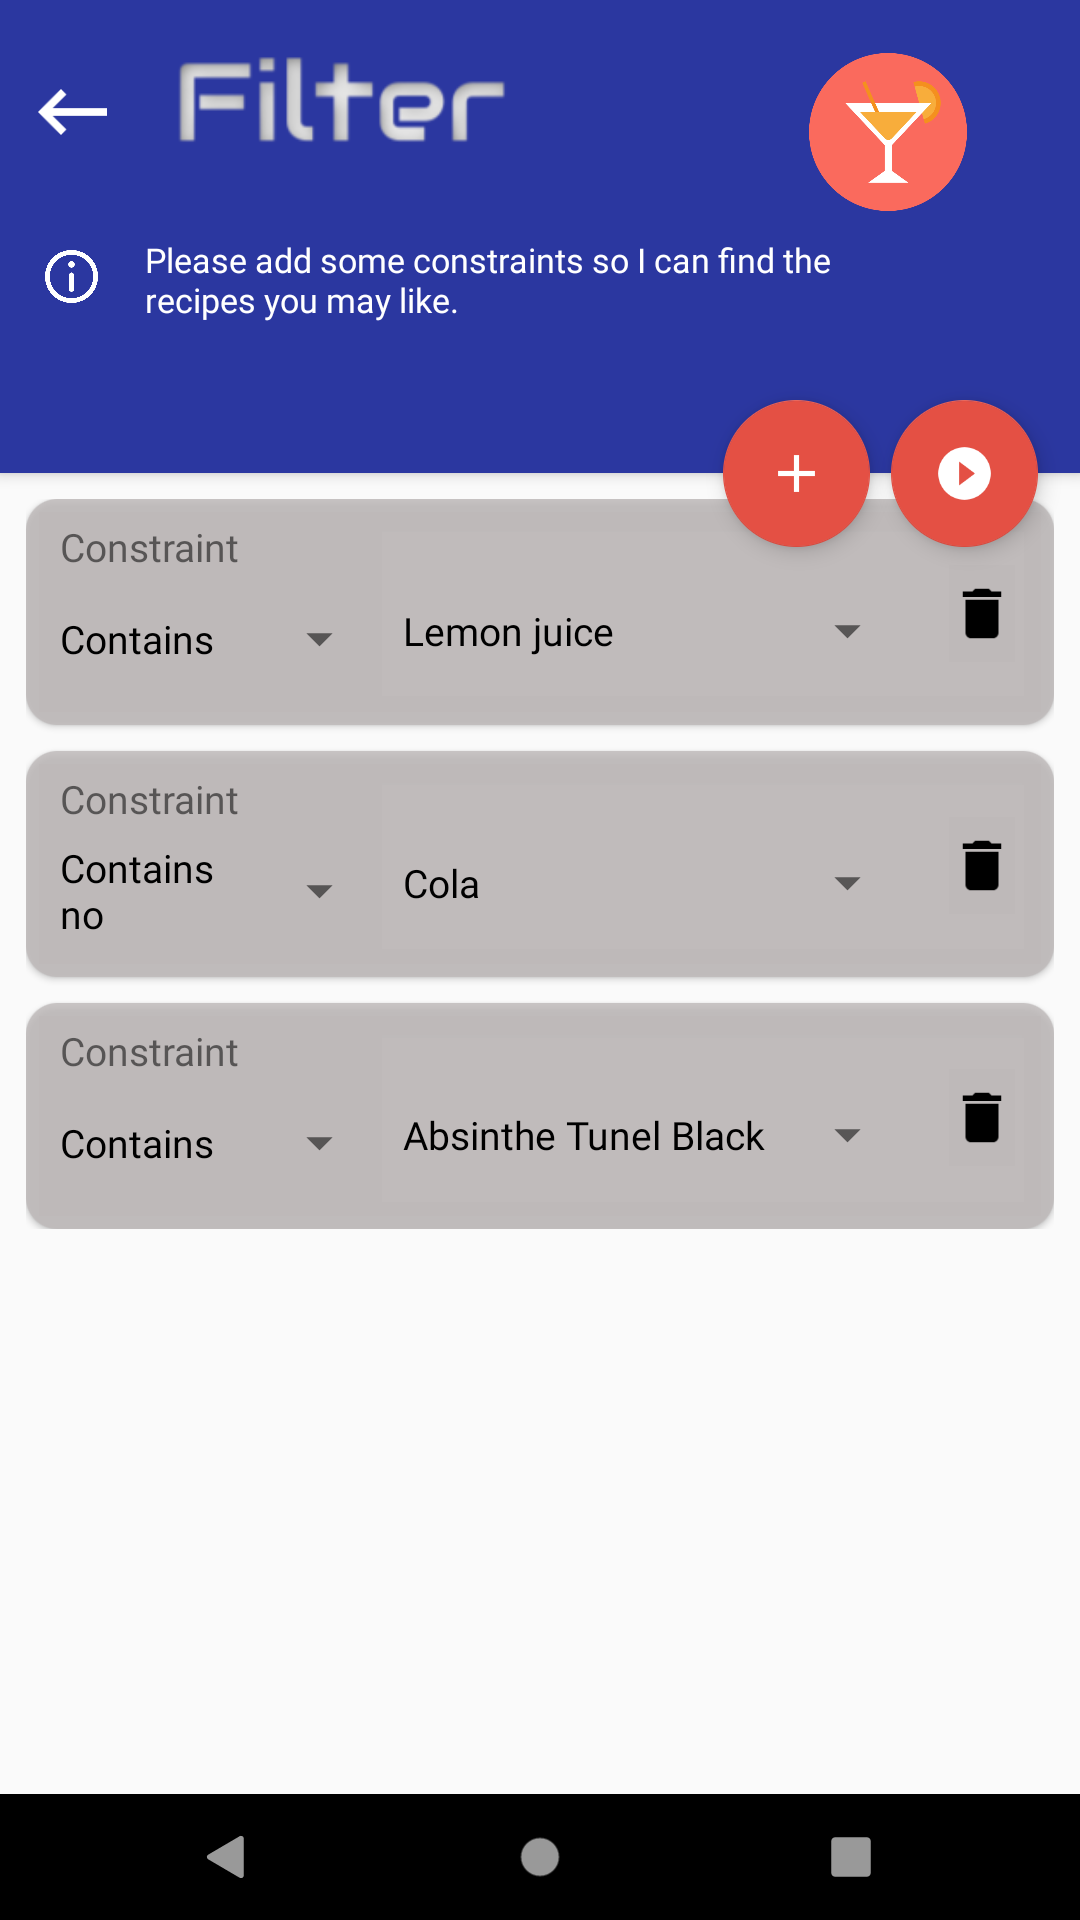 Filter
Please add some constraints so I can find the
recipes you may like.
Constraint
Contains
Lemon juice
Constraint
Contains
no
Cola
Constraint
Contains
Absinthe Tunel Black